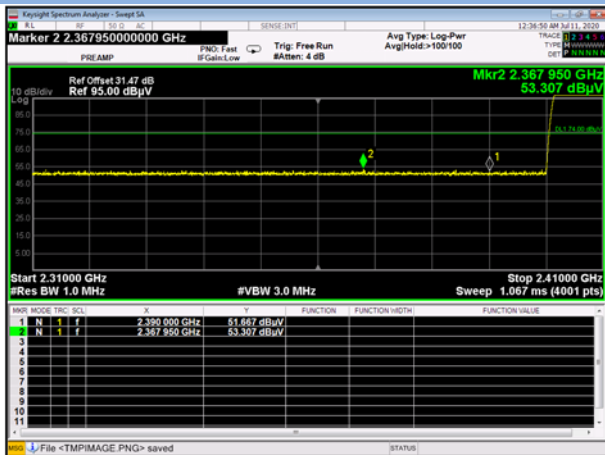 Keysight Spectrum Analyzer - Swept SA
RL RF 50 Ω AC SENSE:INT 12:36:50 AM Jul 11, 2020
Marker 2 2.367950000000 GHz
PREAMP
PNO: Fast
IFGain:Low
Trig: Free Run
#Atten: 4 dB
Avg Type: Log-Pwr
Avg|Hold:>100/100
TRACE 1 2 3 4 5 6
TYPE M W W W W W
DET P N N N N N
Ref Offset 31.47 dB
10 dB/div Ref 95.00 dBµV
Log
Mkr2 2.367 950 GHz
53.307 dBµV
85.0
75.0
DL1 74.00 dBµV
65.0
2
1
55.0
45.0
35.0
25.0
15.0
5.00
Start 2.31000 GHz Stop 2.41000 GHz
#Res BW 1.0 MHz #VBW 3.0 MHz Sweep 1.067 ms (4001 pts)
MKR MODE TRC SCL X Y FUNCTION FUNCTION WIDTH FUNCTION VALUE
1 N 1 f 2.390 000 GHz 51.667 dBµV
2 N 1 f 2.367 950 GHz 53.307 dBµV
3
4
5
6
7
8
9
10
11
MSG File <TMPIMAGE.PNG> saved STATUS